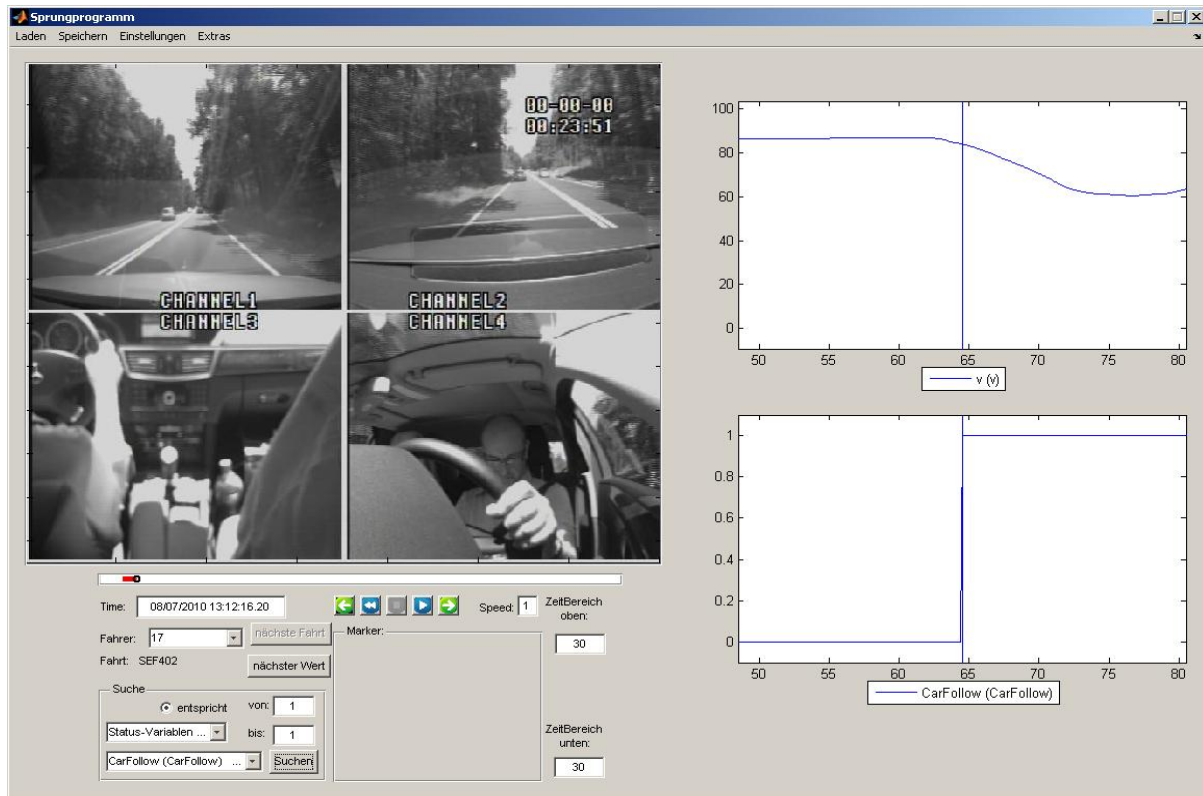 Sprungprogramm
Laden Speichern Einstellungen Extras
00-00-00
00:23:51
CHANNEL1 CHANNEL2
CHANNEL3 CHANNEL4
100
80
60
40
20
0
50 55 60 65 70 75 80
v (v)
1
0.8
0.6
0.4
0.2
0
50 55 60 65 70 75 80
CarFollow (CarFollow)
Time: 08/07/2010 13:12:16.20
Speed: 1
ZeitBereich
oben:
30
Fahrer: 17
nächste Fahrt
Marker:
Fahrt: SEF402
nächster Wert
Suche
entspricht
von: 1
Status-Variablen ...
bis: 1
CarFollow (CarFollow) ...
Suchen
ZeitBereich
unten:
30